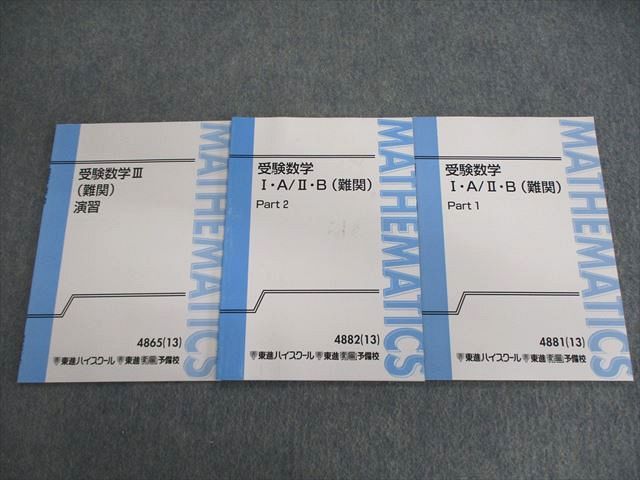 受験数学Ⅲ
(難関)
演習
4865(13)
東進ハイスクール 東進衛星予備校
MATHEMATICS
受験数学
Ⅰ・A/Ⅱ・B(難関)
Part 2
4882(13)
東進ハイスクール 東進衛星予備校
MATHEMATICS
受験数学
Ⅰ・A/Ⅱ・B(難関)
Part 1
4881(13)
東進ハイスクール 東進衛星予備校
MATHEMATICS